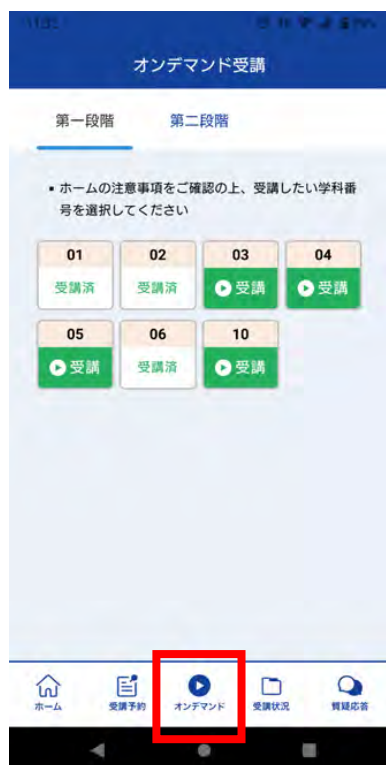 オンデマンド受講
第一段階 第二段階
▪ ホームの注意事項をご確認の上、受講したい学科番
号を選択してください
01 02 03 04
受講済 受講済 受講 受講
05 06 10
受講 受講済 受講
ホーム 受講予約 オンデマンド 受講状況 質疑応答